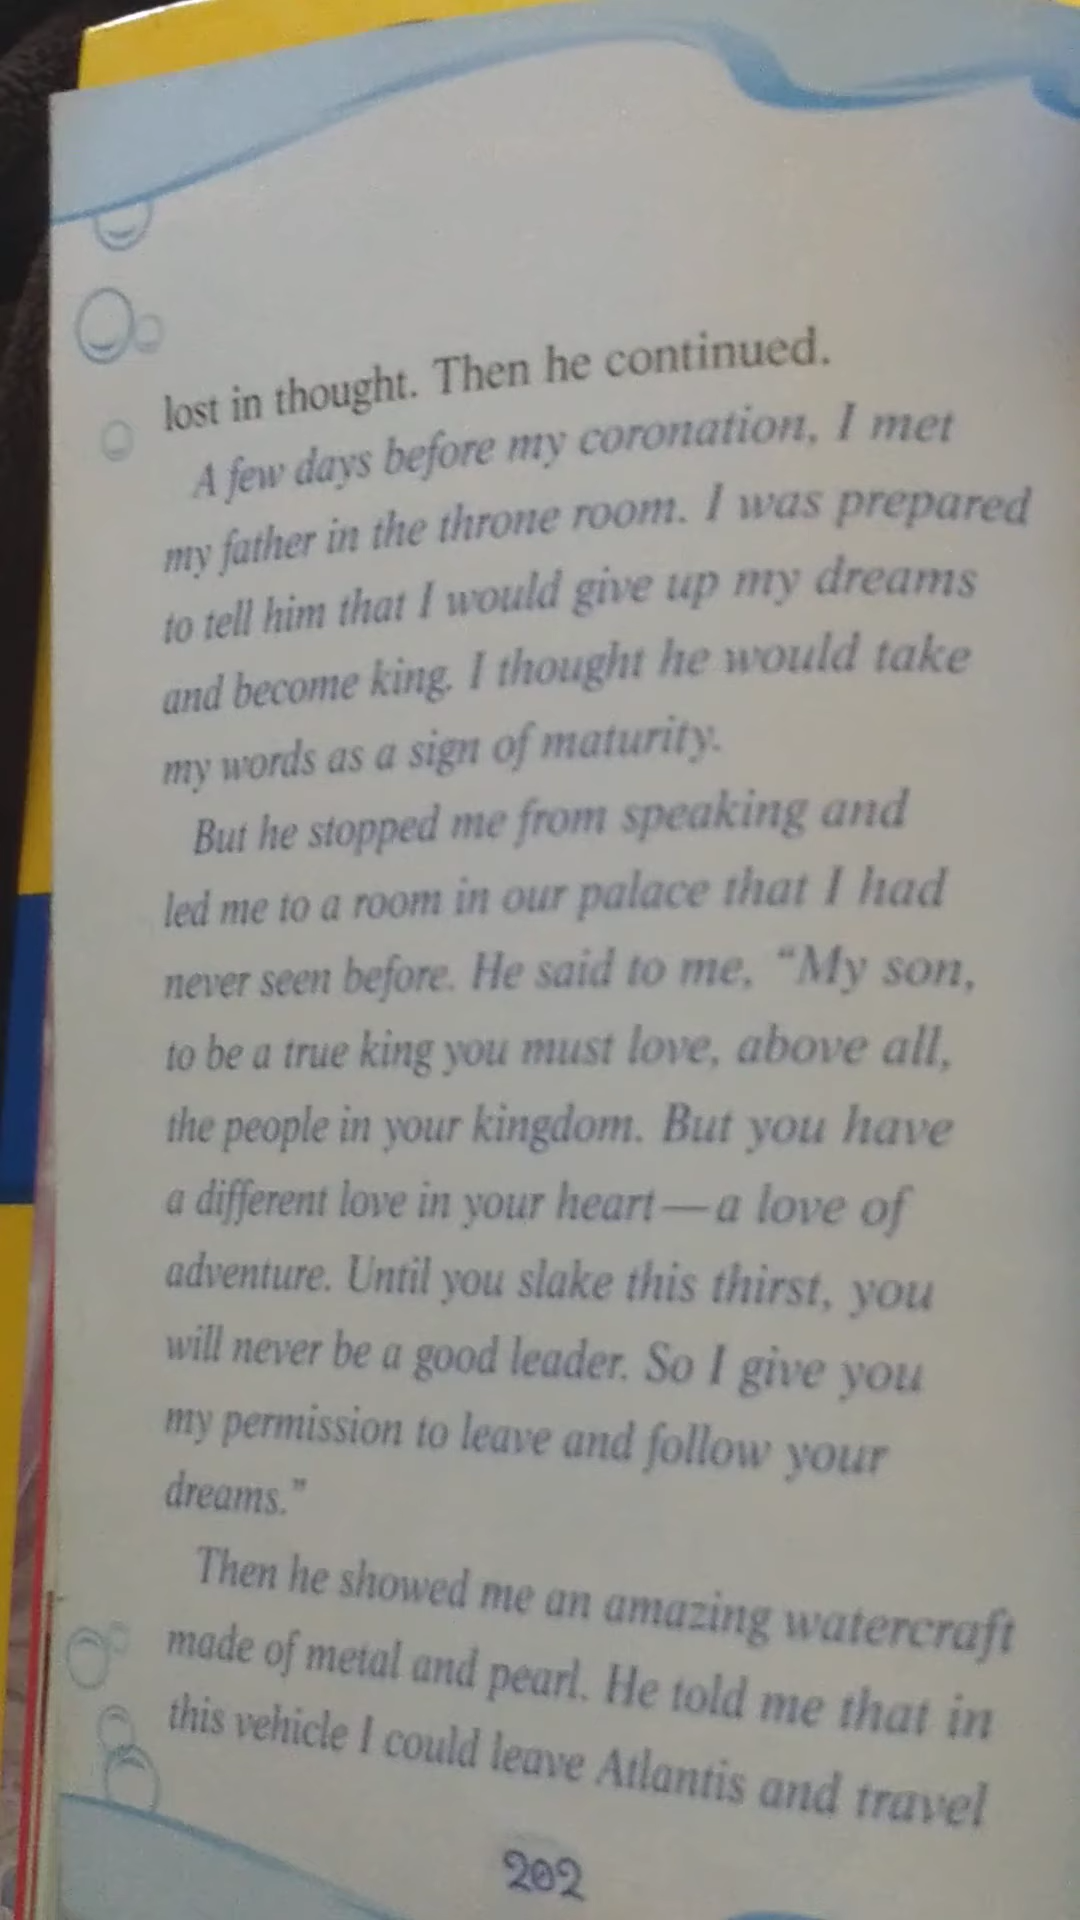 lost in thought. Then he continued.
A few days before my coronation, I met
my father in the throne room. I was prepared
to tell him that I would give up my dreams
and become king. I thought he would take
my words as a sign of maturity.
But he stopped me from speaking and
led me to a room in our palace that I had
never seen before. He said to me, “My son,
to be a true king you must love, above all,
the people in your kingdom. But you have
a different love in your heart—a love of
adventure. Until you slake this thirst, you
will never be a good leader. So I give you
my permission to leave and follow your
dreams.”
Then he showed me an amazing watercraft
made of metal and pearl. He told me that in
this vehicle I could leave Atlantis and travel
202